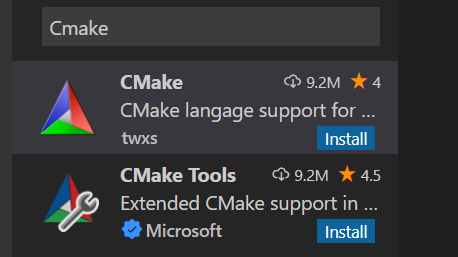 Cmake
CMake 9.2M 4
CMake langage support for ...
twxs Install
CMake Tools 9.2M 4.5
Extended CMake support in ...
Microsoft Install